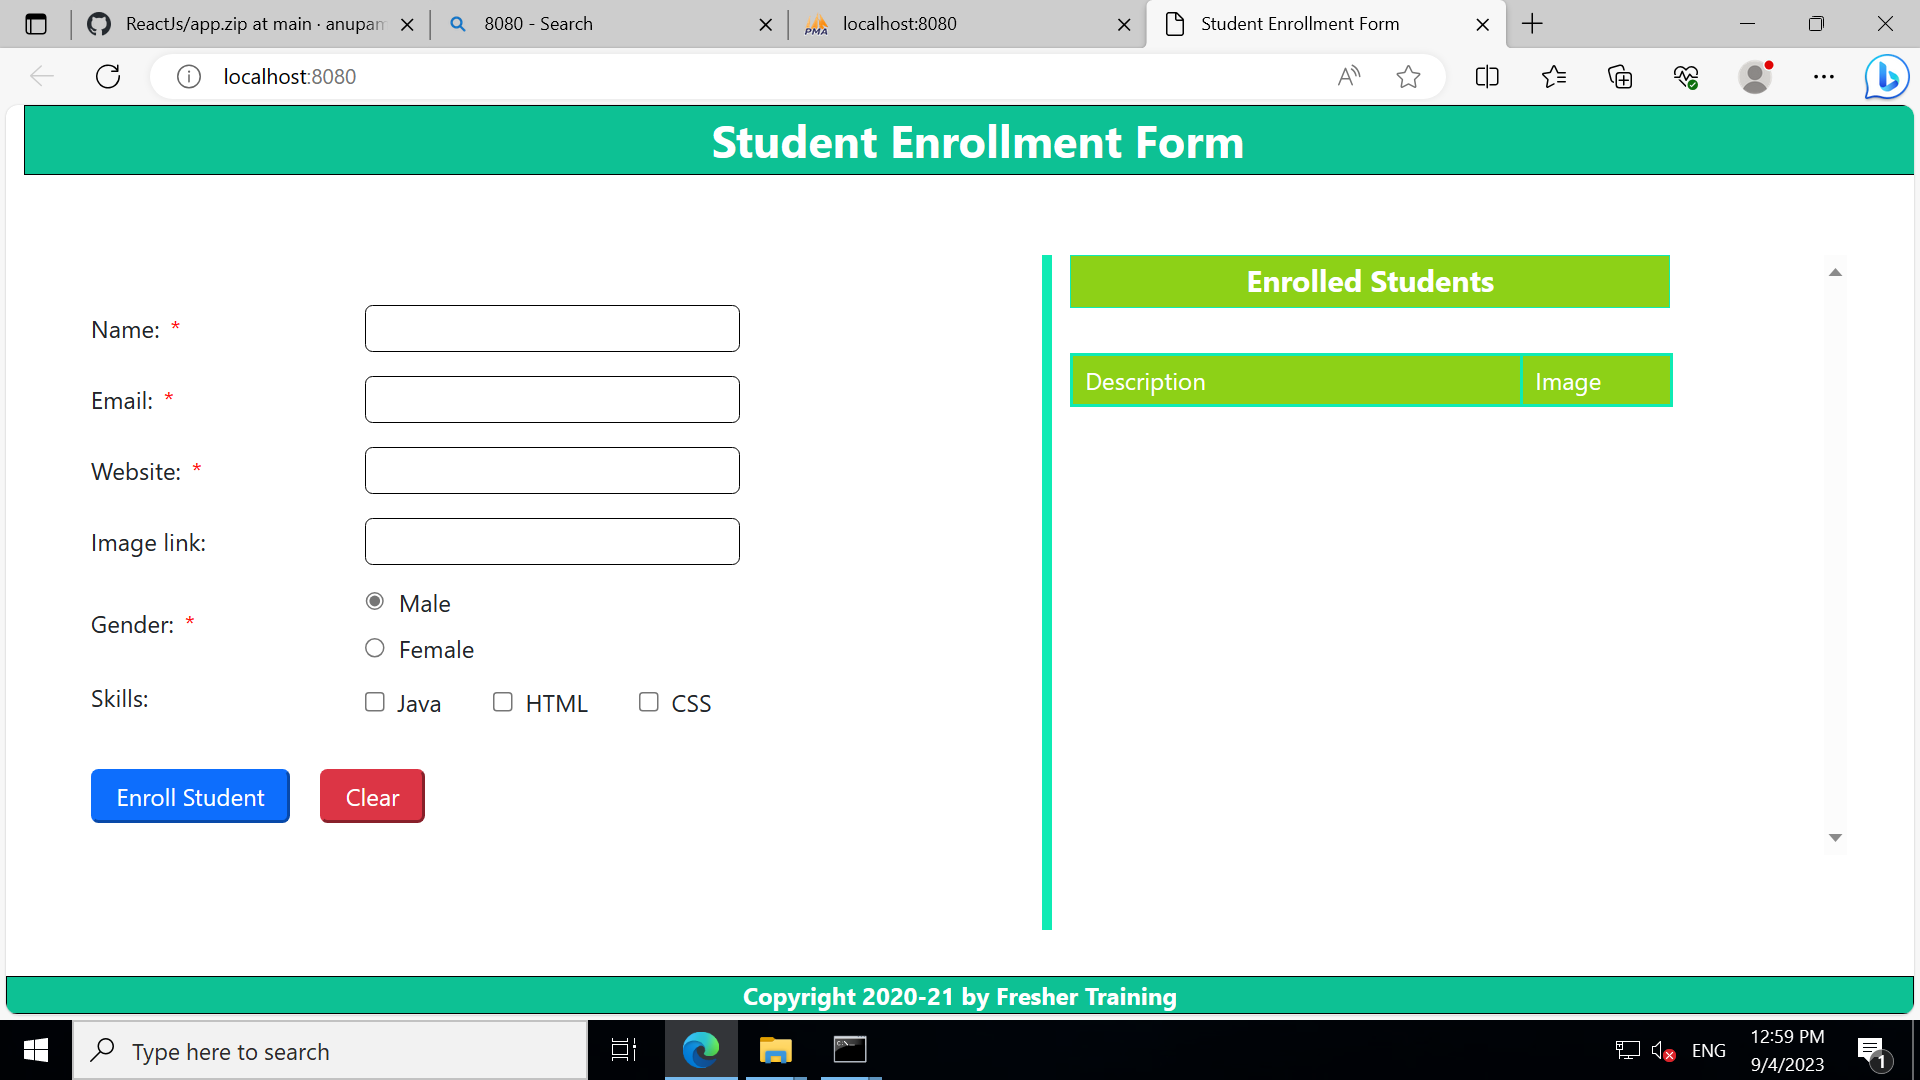 ReactJs/app.zip at main · anupam
8080 - Search
localhost:8080
Student Enrollment Form
localhost:8080
Student Enrollment Form
Enrolled Students
Name: *
Email: *
Website: *
Image link:
Gender: *
Male
Female
Skills:
Java
HTML
CSS
Enroll Student
Clear
Description
Image
Copyright 2020-21 by Fresher Training
Type here to search
ENG
12:59 PM
9/4/2023
1